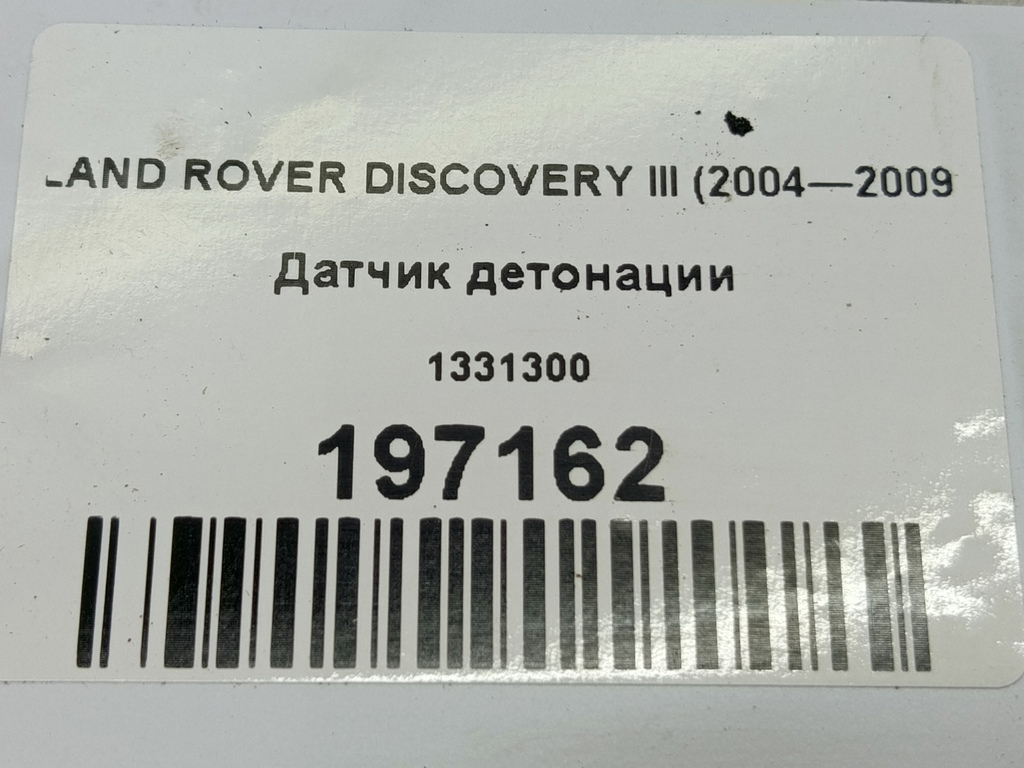 LAND ROVER DISCOVERY III (2004—2009
Датчик детонации
1331300
197162